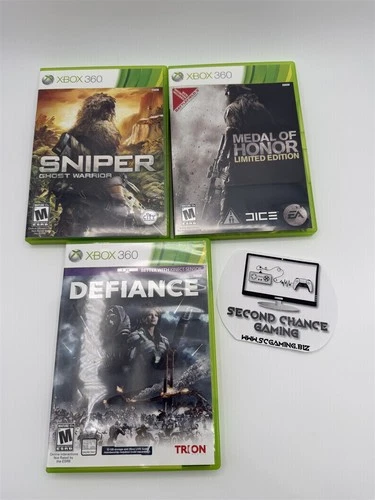 XBOX 360
SNIPER
GHOST WARRIOR
M
XBOX 360
MEDAL OF
HONOR
LIMITED EDITION
M
DICE
EA
XBOX 360
DEFIANCE
M
TRION
SECOND CHANCE
GAMING
WWW.SCGAMING.BIZ